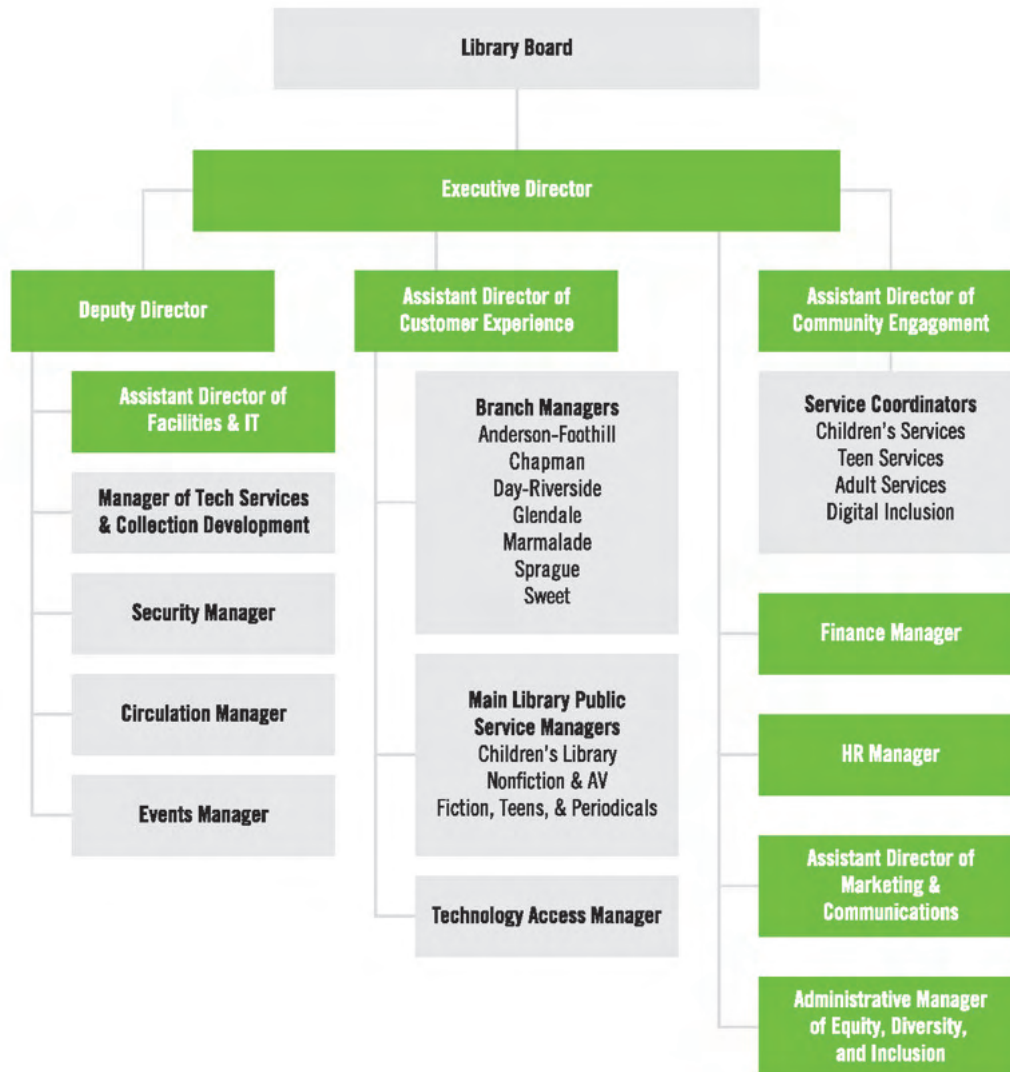 Library Board
Executive Director
Deputy Director
Assistant Director of
Facilities & IT
Manager of Tech Services
& Collection Development
Security Manager
Circulation Manager
Events Manager
Assistant Director of
Customer Experience
Branch Managers
Anderson-Foothill
Chapman
Day-Riverside
Glendale
Marmalade
Sprague
Sweet
Main Library Public
Service Managers
Children's Library
Nonfiction & AV
Fiction, Teens, & Periodicals
Technology Access Manager
Assistant Director of
Community Engagement
Service Coordinators
Children's Services
Teen Services
Adult Services
Digital Inclusion
Finance Manager
HR Manager
Assistant Director of
Marketing &
Communications
Administrative Manager
of Equity, Diversity,
and Inclusion